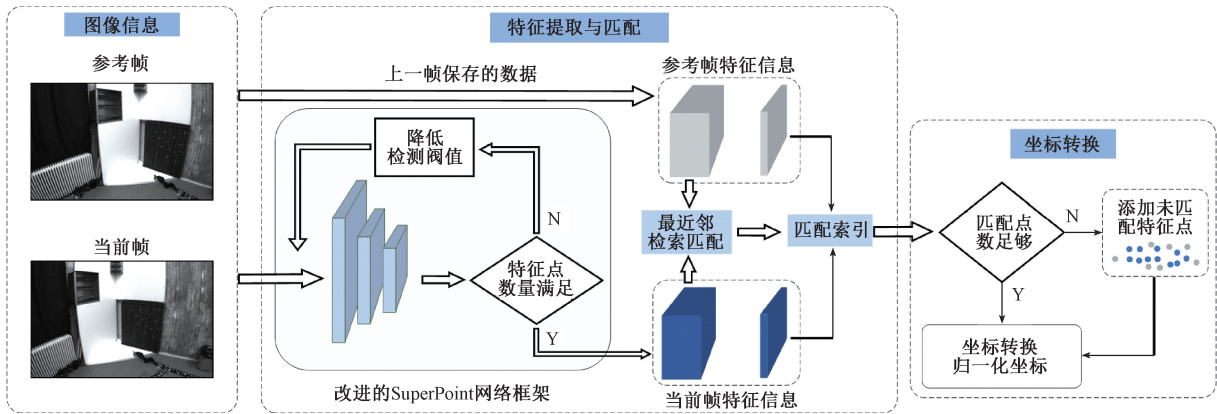 图像信息
参考帧
当前帧
特征提取与匹配
上一帧保存的数据
降低
检测阀值
N
特征点
数量满足
Y
改进的SuperPoint网络框架
参考帧特征信息
最近邻
检索匹配
匹配索引
当前帧特征信息
坐标转换
匹配点
数足够
N
添加未匹
配特征点
Y
坐标转换
归一化坐标